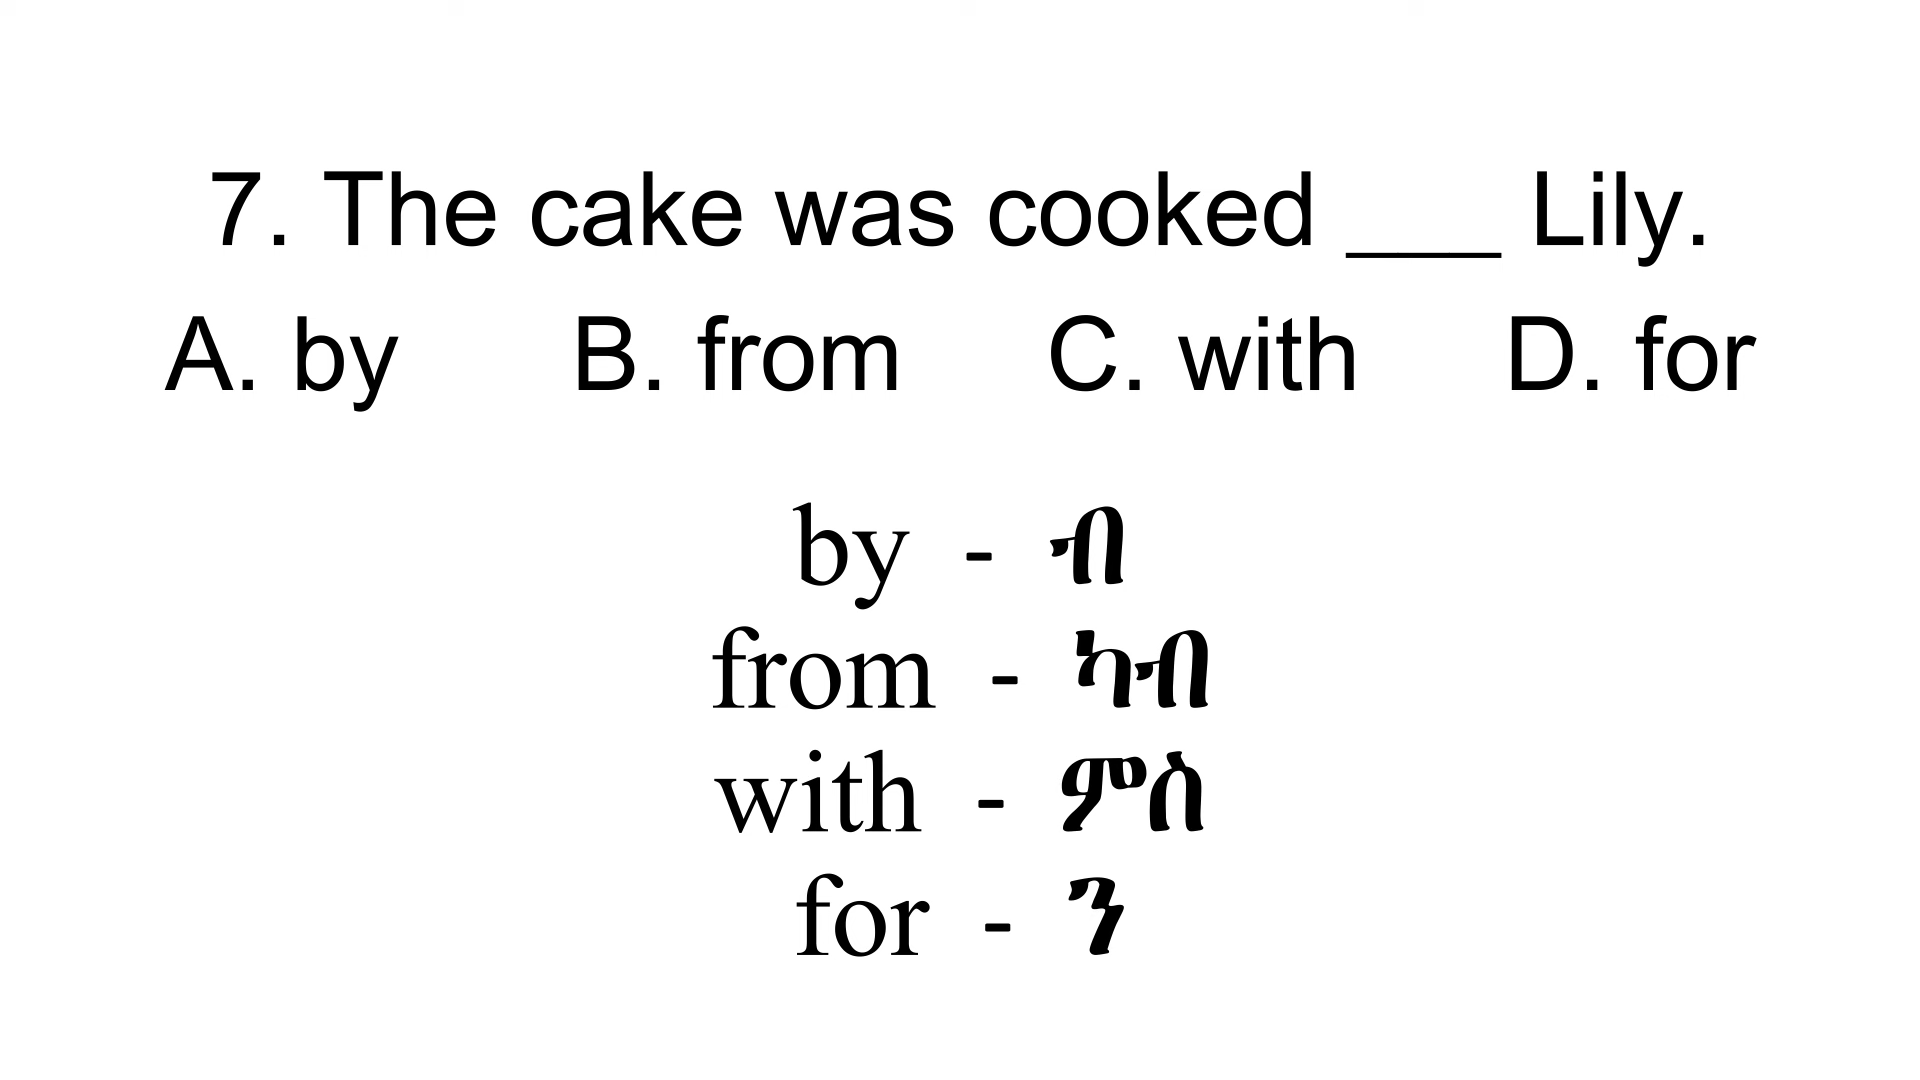 7. The cake was cooked ___ Lily.
A. by B. from C. with D. for
by - ብ
from - ካብ
with - ምስ
for - ን